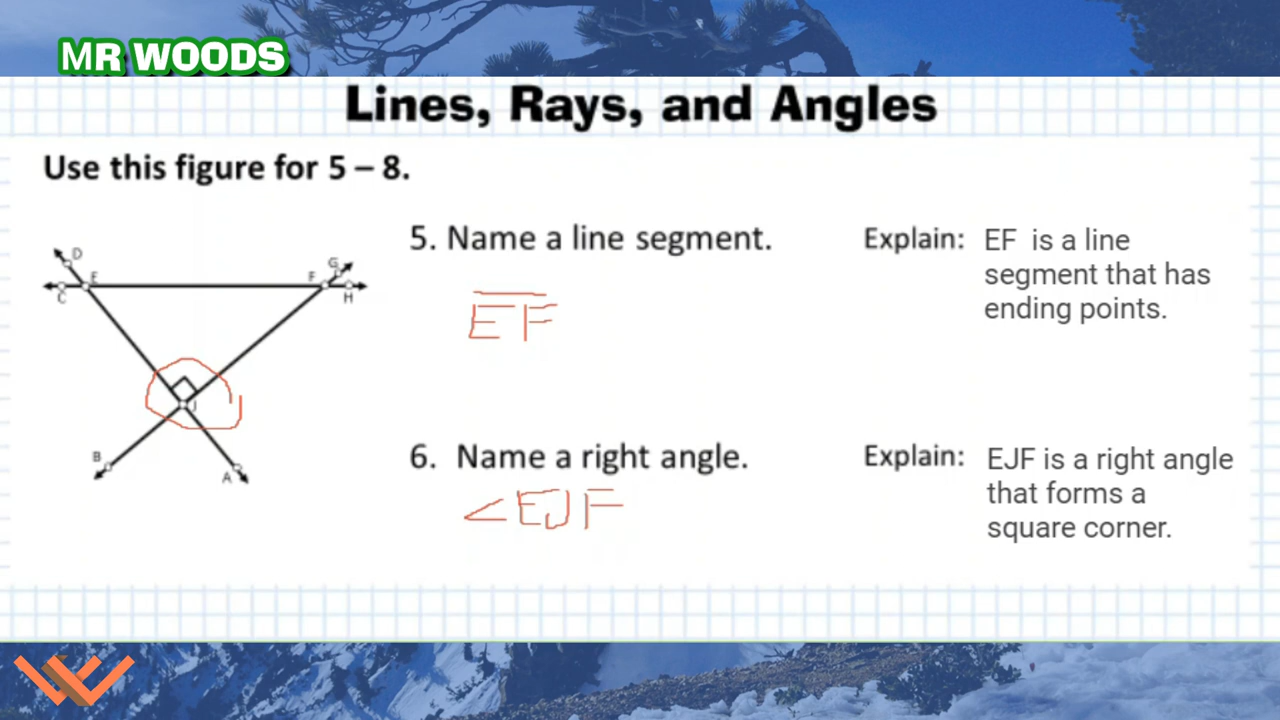 MR WOODS
Lines, Rays, and Angles
Use this figure for 5 – 8.
5. Name a line segment.
EF
Explain: EF is a line
segment that has
ending points.
D
E
C
F
G
H
J
B
A
6. Name a right angle.
<EJF
Explain: EJF is a right angle
that forms a
square corner.